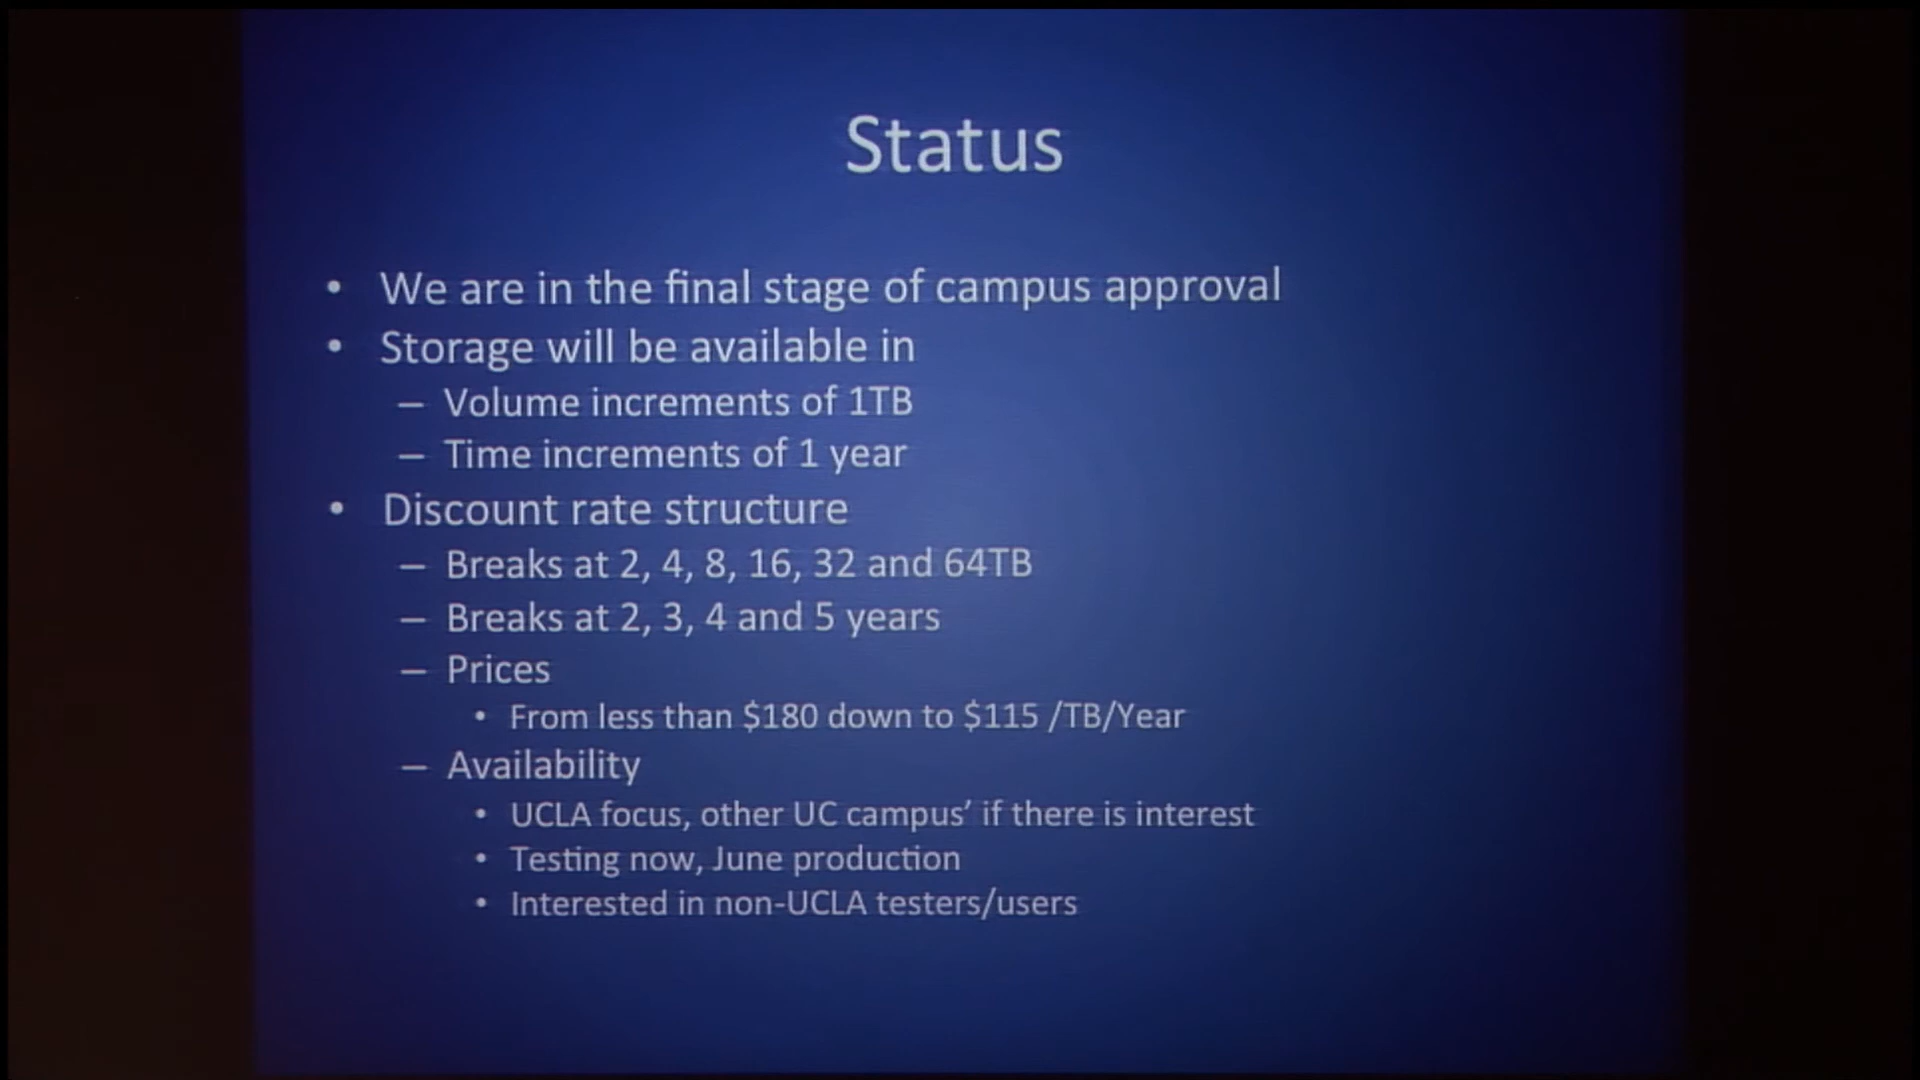 Status
• We are in the final stage of campus approval
• Storage will be available in
– Volume increments of 1TB
– Time increments of 1 year
• Discount rate structure
– Breaks at 2, 4, 8, 16, 32 and 64TB
– Breaks at 2, 3, 4 and 5 years
– Prices
• From less than $180 down to $115 /TB/Year
– Availability
• UCLA focus, other UC campus’ if there is interest
• Testing now, June production
• Interested in non-UCLA testers/users